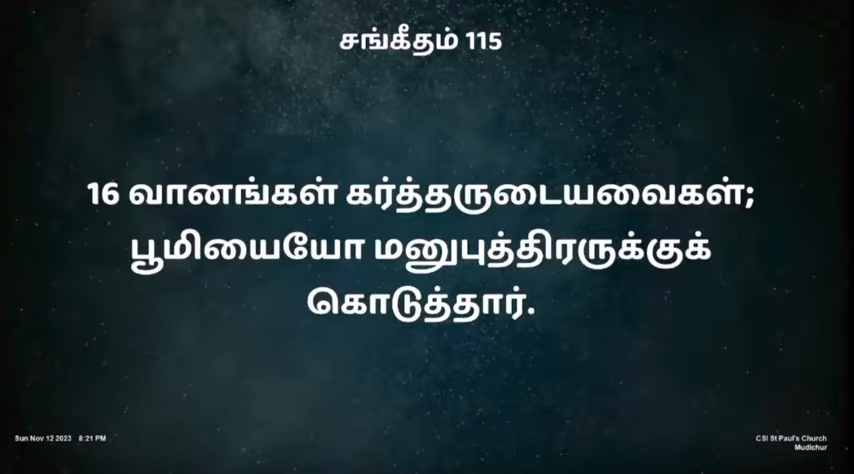 சங்கீதம் 115
16 வானங்கள் கர்த்தருடையவைகள்;
பூமியையோ மனுபுத்திரருக்குக்
கொடுத்தார்.
Sun Nov 12 2023 8:21 PM
CSI St Paul's Church
Mudichur